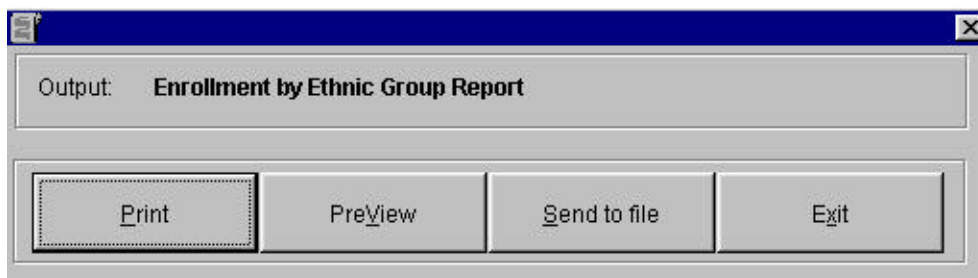 Output: Enrollment by Ethnic Group Report
Print PreView Send to file Exit